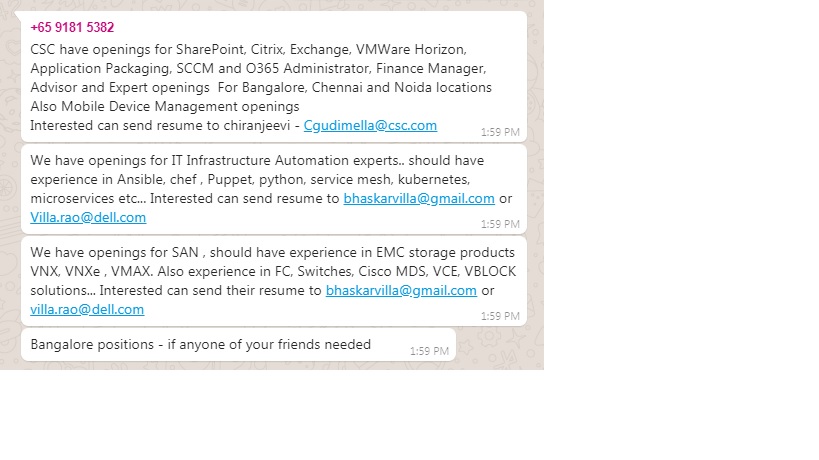 +65 9181 5382
CSC have openings for SharePoint, Citrix, Exchange, VMWare Horizon,
Application Packaging, SCCM and O365 Administrator, Finance Manager,
Advisor and Expert openings  For Bangalore, Chennai and Noida locations
Also Mobile Device Management openings
Interested can send resume to chiranjeevi - Cgudimella@csc.com
1:59 PM
We have openings for IT Infrastructure Automation experts.. should have
experience in Ansible, chef , Puppet, python, service mesh, kubernetes,
microservices etc... Interested can send resume to bhaskarvilla@gmail.com or
Villa.rao@dell.com
1:59 PM
We have openings for SAN , should have experience in EMC storage products
VNX, VNXe , VMAX. Also experience in FC, Switches, Cisco MDS, VCE, VBLOCK
solutions... Interested can send their resume to bhaskarvilla@gmail.com or
villa.rao@dell.com
1:59 PM
Bangalore positions - if anyone of your friends needed
1:59 PM